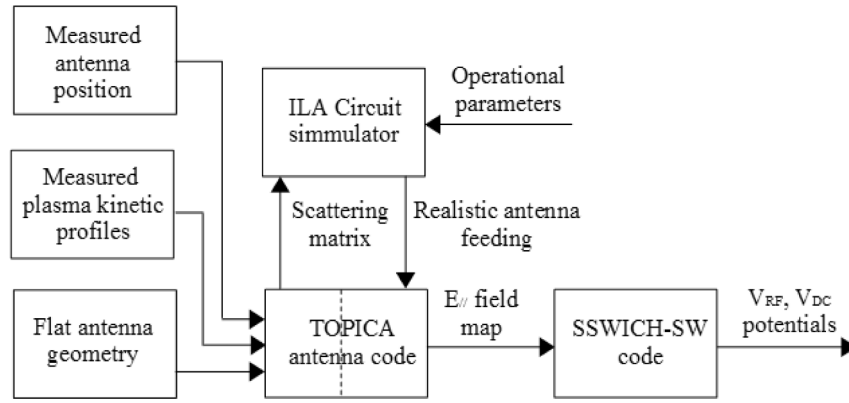 Measured
antenna
position
ILA Circuit
simmulator
Operational
parameters
Measured
plasma kinetic
profiles
Scattering
matrix
Realistic antenna
feeding
Flat antenna
geometry
TOPICA
antenna code
E// field
map
SSWICH-SW
code
VRF, VDC
potentials